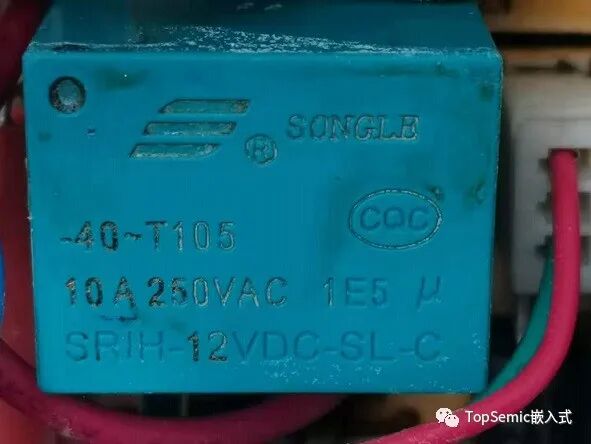 ® SONGLE
CQC
-40~T105
10A 250VAC 1E5 μ
SRIH-12VDC-SL-C
TopSemic嵌入式